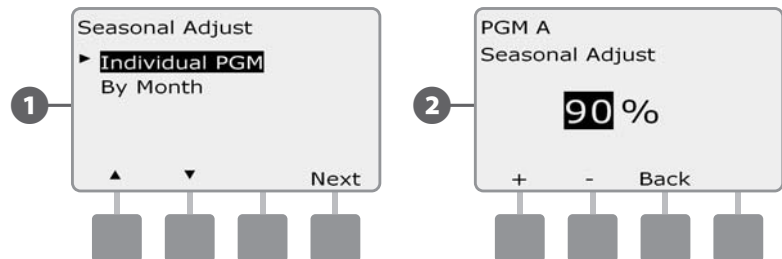 Seasonal Adjust
► Individual PGM
By Month
1
▲ ▼ Next
PGM A
Seasonal Adjust
2
90 %
+ - Back